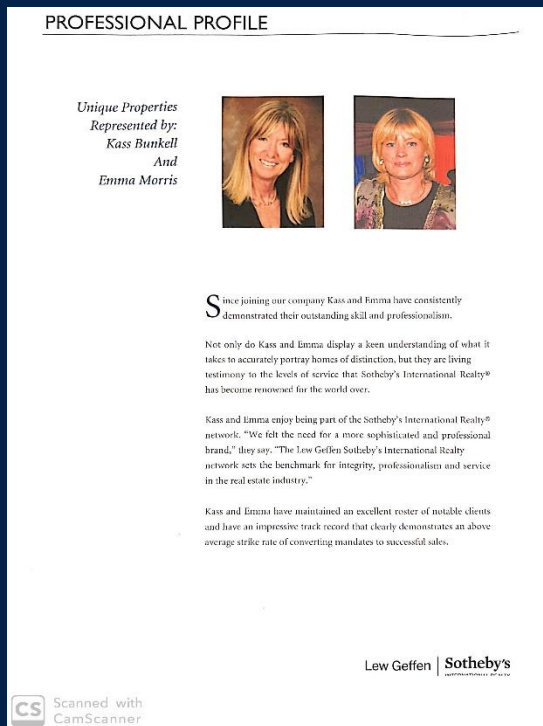 PROFESSIONAL PROFILE
Unique Properties
Represented by:
Kass Bunkell
And
Emma Morris
Since joining our company Kass and Emma have consistently
demonstrated their outstanding skill and professionalism.
Not only do Kass and Emma display a keen understanding of what it
takes to accurately portray homes of distinction, but they are living
testimony to the levels of service that Sotheby's International Realty®
has become renowned for the world over.
Kass and Emma enjoy being part of the Sotheby's International Realty®
network. "We felt the need for a more sophisticated and professional
brand," they say. "The Lew Geffen Sotheby's International Realty
network sets the benchmark for integrity, professionalism and service
in the real estate industry."
Kass and Emma have maintained an excellent roster of notable clients
and have an impressive track record that clearly demonstrates an above
average strike rate of converting mandates to successful sales.
Lew Geffen | Sotheby's
INTERNATIONAL REALTY
CS Scanned with
CamScanner